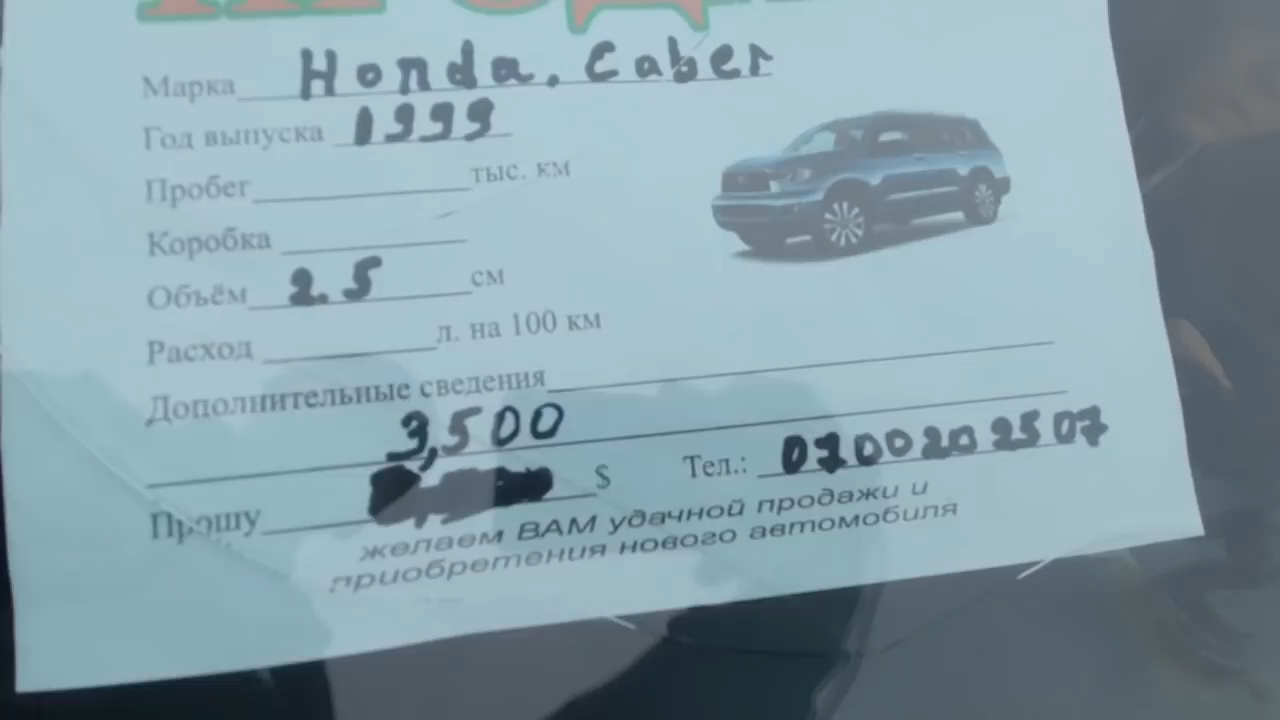 Марка Honda. Caber
Год выпуска 1999
Пробег тыс. км
Коробка
Объём 2.5 см
Расход л. на 100 км
Дополнительные сведения
3,500
Прошу $ Тел.: 0700202507
желаем ВАМ удачной продажи и
приобретения нового автомобиля